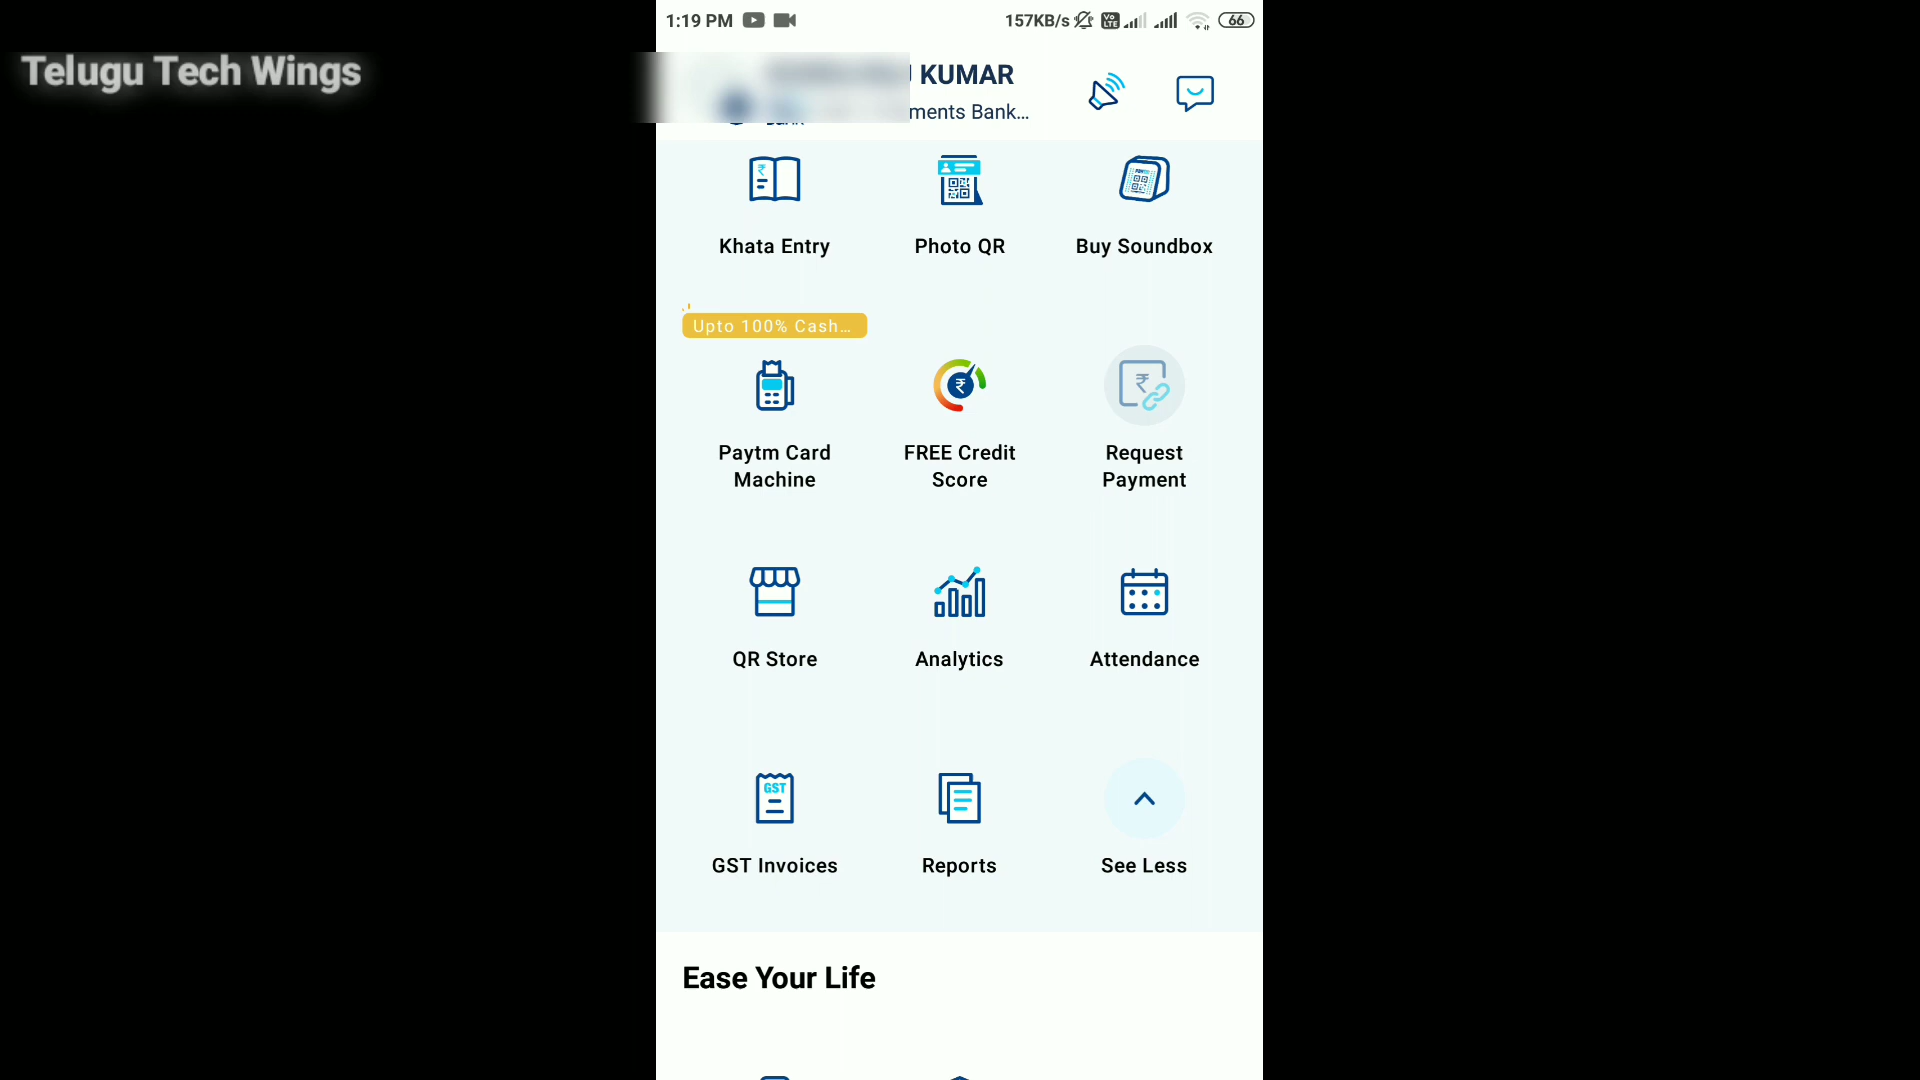 1:19 PM 157KB/s Vo LTE 66
Telugu Tech Wings
KUMAR
ments Bank...
Khata Entry
Photo QR
Buy Soundbox
Upto 100% Cash...
Paytm Card
Machine
FREE Credit
Score
Request
Payment
QR Store
Analytics
Attendance
GST
GST Invoices
Reports
See Less
Ease Your Life